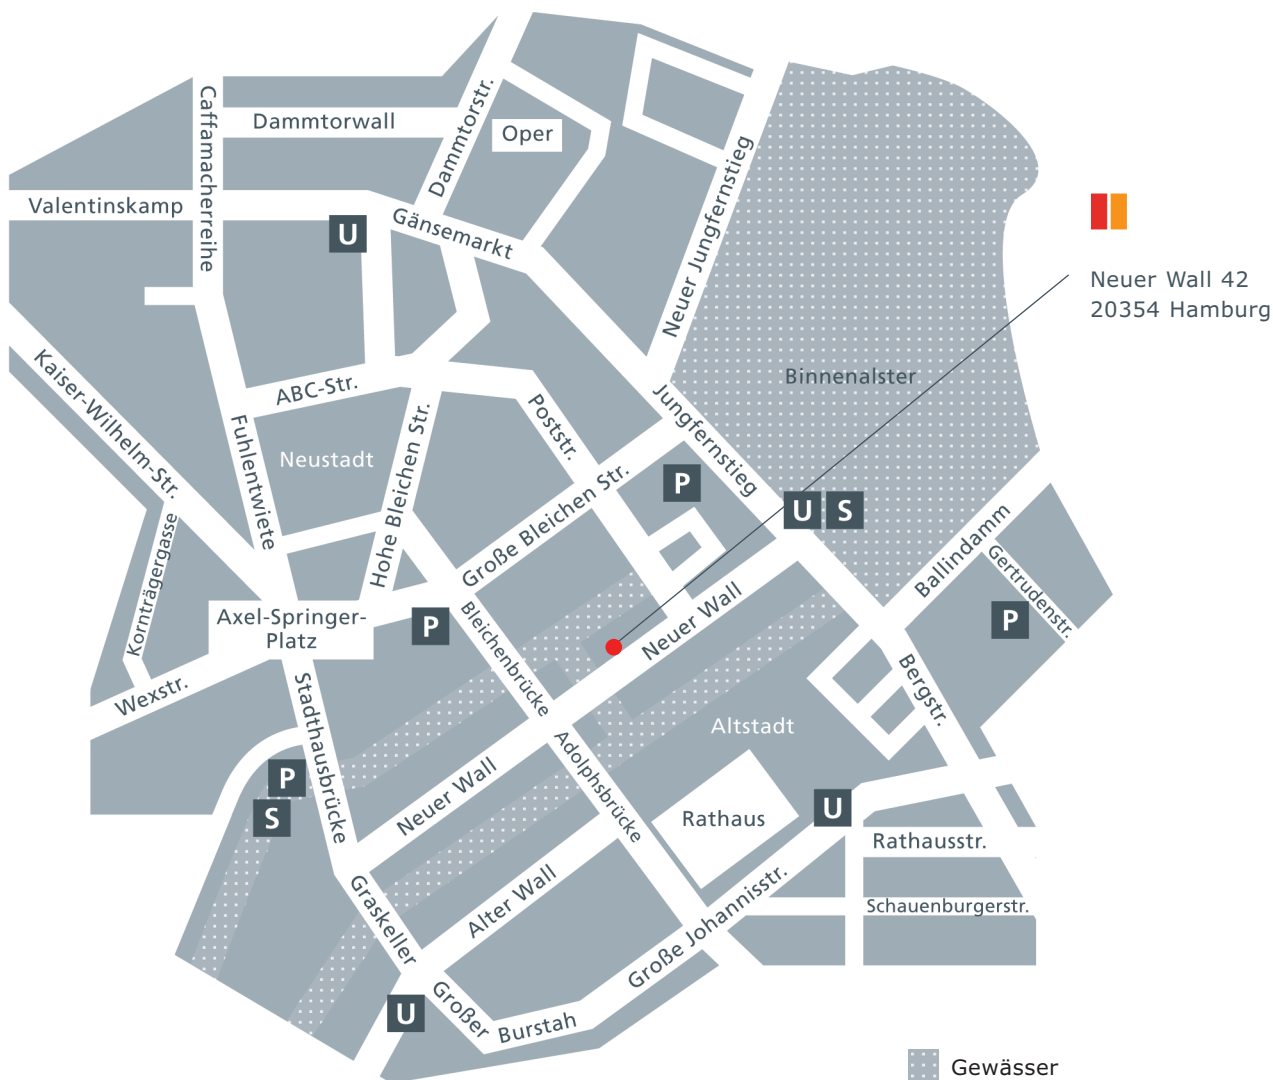 Caffamacherreihe
Dammtorwall
Dammtorstr.
Oper
Valentinskamp
U
Gänsemarkt
Neuer Jungfernstieg
Neuer Wall 42
20354 Hamburg
Kaiser-Wilhelm-Str.
ABC-Str.
Binnenalster
Fuhlentwiete
Neustadt
Hohe Bleichen Str.
Poststr.
Jungfernstieg
P
Große Bleichen Str.
U
S
Ballindamm
Gertrudenstr.
P
Kornträgergasse
Axel-Springer-
Platz
P
Bleichenbrücke
Neuer Wall
Wexstr.
Stadthausbrücke
Bergstr.
Altstadt
Adolphsbrücke
P
S
Neuer Wall
Rathaus
U
Rathausstr.
Graskeller
Alter Wall
Große Johannisstr.
Schauenburgerstr.
U
Großer
Burstah
Gewässer